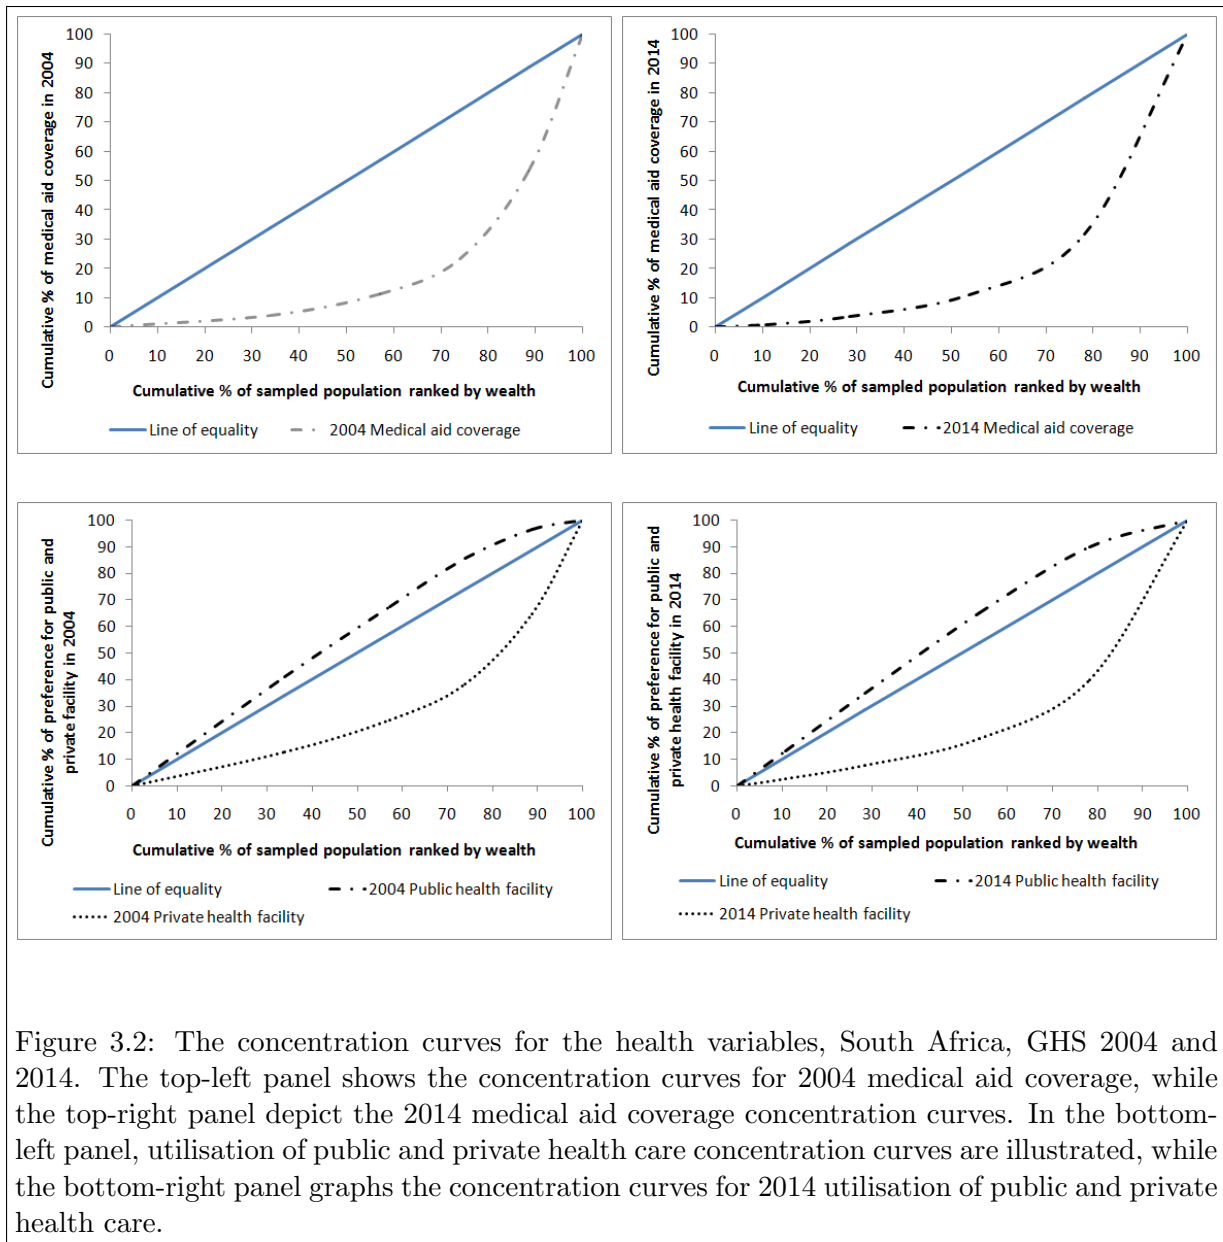 Cumulative % of medical aid coverage in 2004
100
90
80
70
60
50
40
30
20
10
0
0 10 20 30 40 50 60 70 80 90 100
Cumulative % of sampled population ranked by wealth
Line of equality 2004 Medical aid coverage
Cumulative % of medical aid coverage in 2014
100
90
80
70
60
50
40
30
20
10
0
0 10 20 30 40 50 60 70 80 90 100
Cumulative % of sampled population ranked by wealth
Line of equality 2014 Medical aid coverage
Cumulative % of preference for public and
private facility in 2004
100
90
80
70
60
50
40
30
20
10
0
0 10 20 30 40 50 60 70 80 90 100
Cumulative % of sampled population ranked by wealth
Line of equality 2004 Public health facility
2004 Private health facility
Cumulative % of preference for public and
private health facility in 2014
100
90
80
70
60
50
40
30
20
10
0
0 10 20 30 40 50 60 70 80 90 100
Cumulative % of sampled population ranked by wealth
Line of equality 2014 Public health facility
2014 Private health facility
Figure 3.2: The concentration curves for the health variables, South Africa, GHS 2004 and
2014. The top-left panel shows the concentration curves for 2004 medical aid coverage, while
the top-right panel depict the 2014 medical aid coverage concentration curves. In the bottom-
left panel, utilisation of public and private health care concentration curves are illustrated, while
the bottom-right panel graphs the concentration curves for 2014 utilisation of public and private
health care.